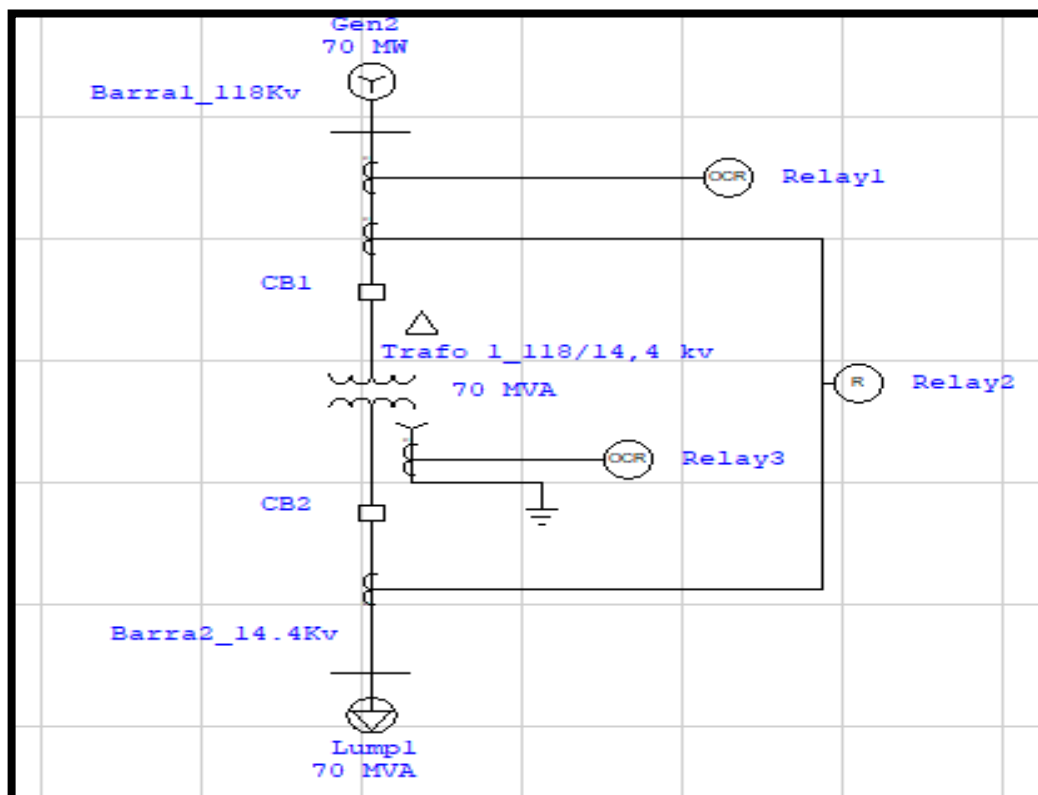 Gen2
70 MW
Barra1_118Kv
OCR Relay1
CB1
Trafo 1_118/14,4 kv
70 MVA
R Relay2
OCR Relay3
CB2
Barra2_14.4Kv
Lump1
70 MVA